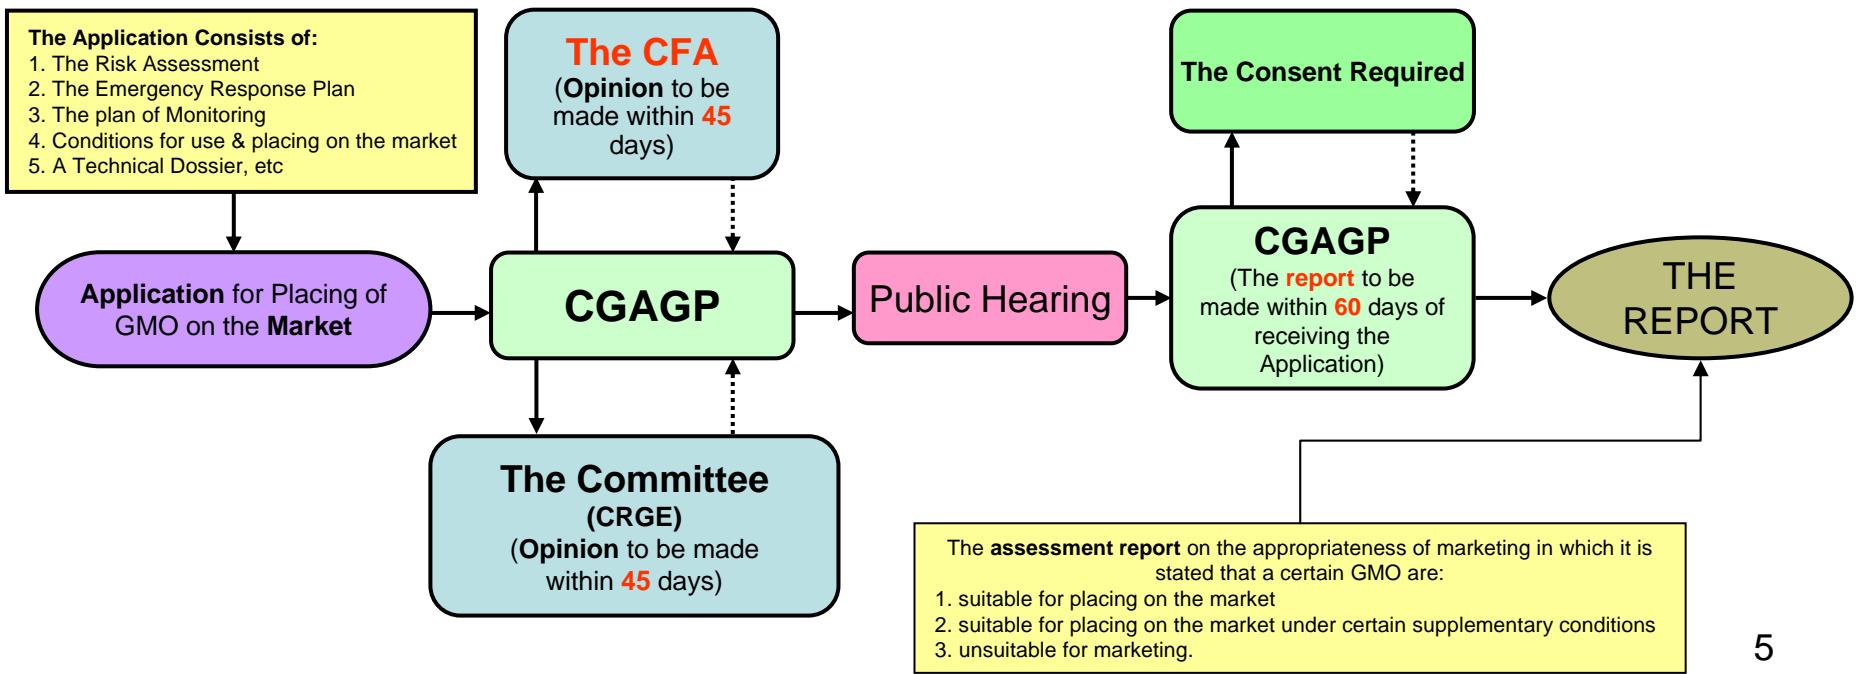 The Application Consists of:
1. The Risk Assessment
2. The Emergency Response Plan
3. The plan of Monitoring
4. Conditions for use & placing on the market
5. A Technical Dossier, etc
The CFA
(Opinion to be
made within 45
days)
The Consent Required
Application for Placing of
GMO on the Market
CGAGP
Public Hearing
CGAGP
(The report to be
made within 60 days of
receiving the
Application)
THE
REPORT
The Committee
(CRGE)
(Opinion to be made
within 45 days)
The assessment report on the appropriateness of marketing in which it is
stated that a certain GMO are:
1. suitable for placing on the market
2. suitable for placing on the market under certain supplementary conditions
3. unsuitable for marketing.
5